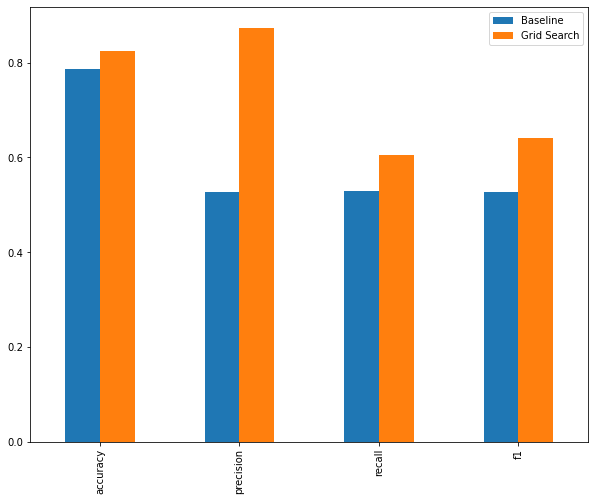 Baseline
Grid Search
0.8
0.6
0.4
0.2
0.0
accuracy
precision
recall
f1